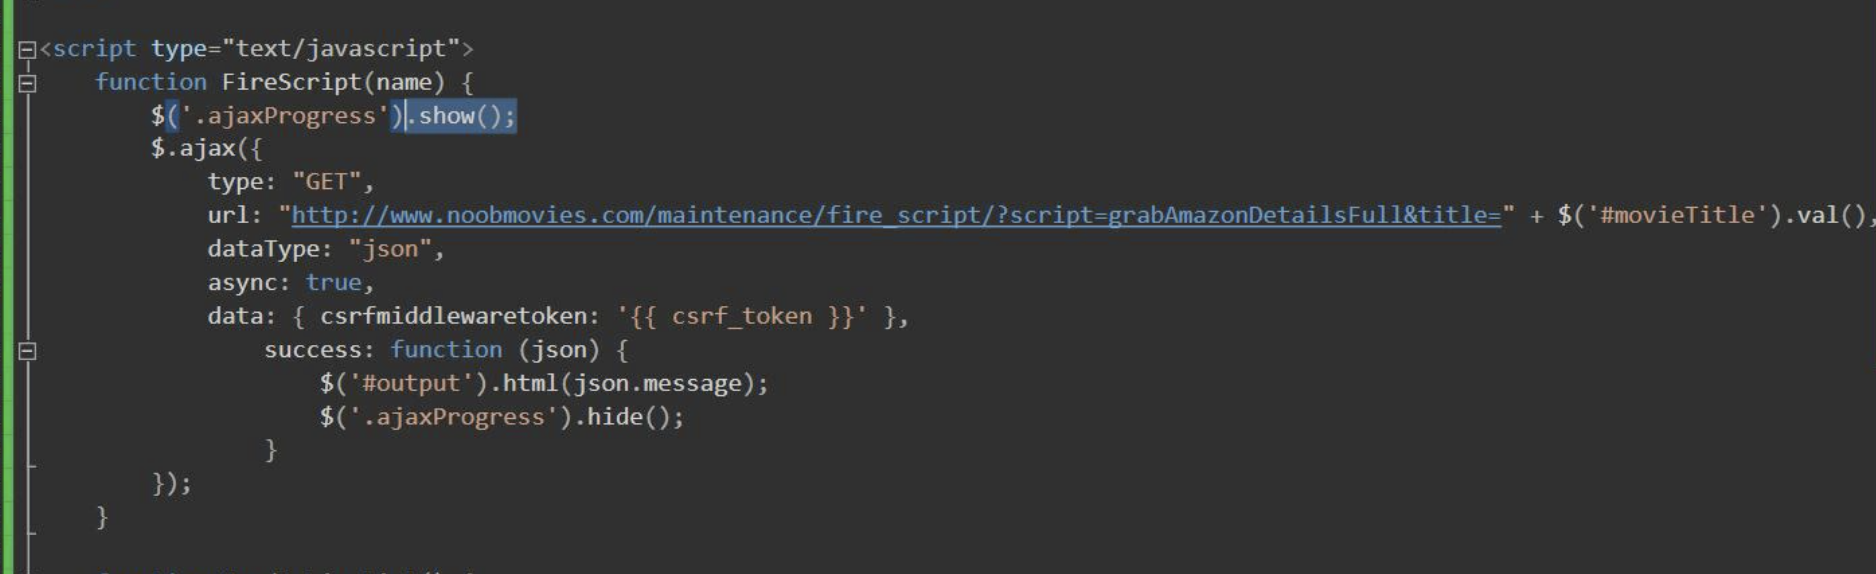 <script type="text/javascript">
function FireScript(name) {
$('.ajaxProgress').show();
$.ajax({
type: "GET",
url: "http://www.noobmovies.com/maintenance/fire_script/?script=grabAmazonDetailsFull&title=" + $('#movieTitle').val(),
dataType: "json",
async: true,
data: { csrfmiddlewaretoken: '{{ csrf_token }}' },
success: function (json) {
$('#output').html(json.message);
$('.ajaxProgress').hide();
}
});
}